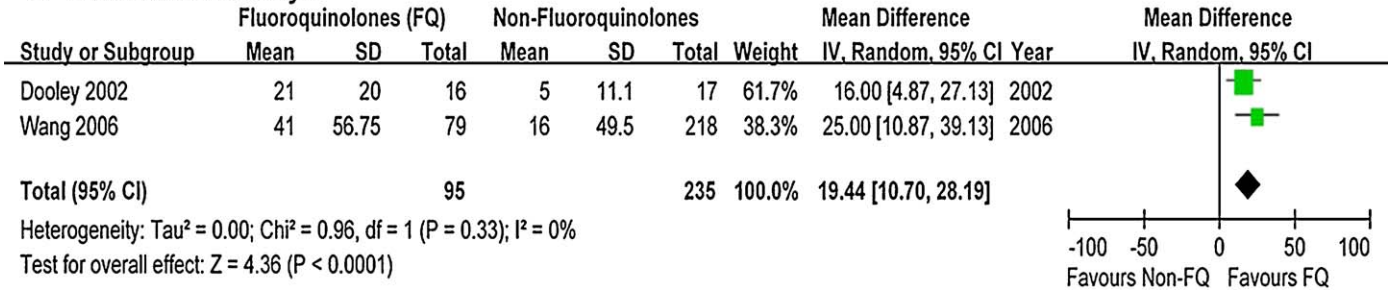 Fluoroquinolones (FQ) Non-Fluoroquinolones Mean Difference Mean Difference
Study or Subgroup Mean SD Total Mean SD Total Weight IV, Random, 95% CI Year IV, Random, 95% CI
Dooley 2002 21 20 16 5 11.1 17 61.7% 16.00 [4.87, 27.13] 2002
Wang 2006 41 56.75 79 16 49.5 218 38.3% 25.00 [10.87, 39.13] 2006
Total (95% CI) 95 235 100.0% 19.44 [10.70, 28.19]
Heterogeneity: Tau² = 0.00; Chi² = 0.96, df = 1 (P = 0.33); I² = 0%
Test for overall effect: Z = 4.36 (P < 0.0001)
-100 -50 0 50 100
Favours Non-FQ Favours FQ